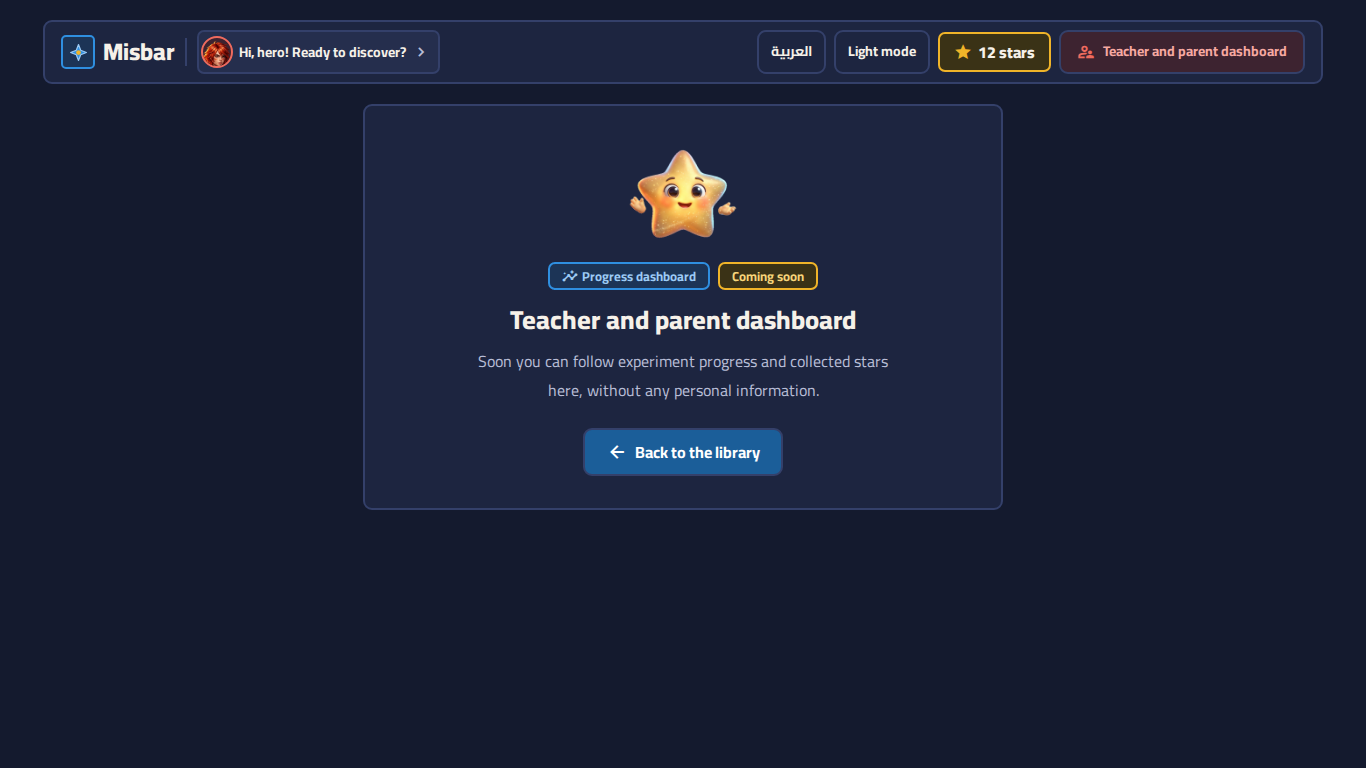 Misbar
Hi, hero! Ready to discover?
العربية
Light mode
12 stars
Teacher and parent dashboard
Progress dashboard
Coming soon
Teacher and parent dashboard
Soon you can follow experiment progress and collected stars
here, without any personal information.
Back to the library